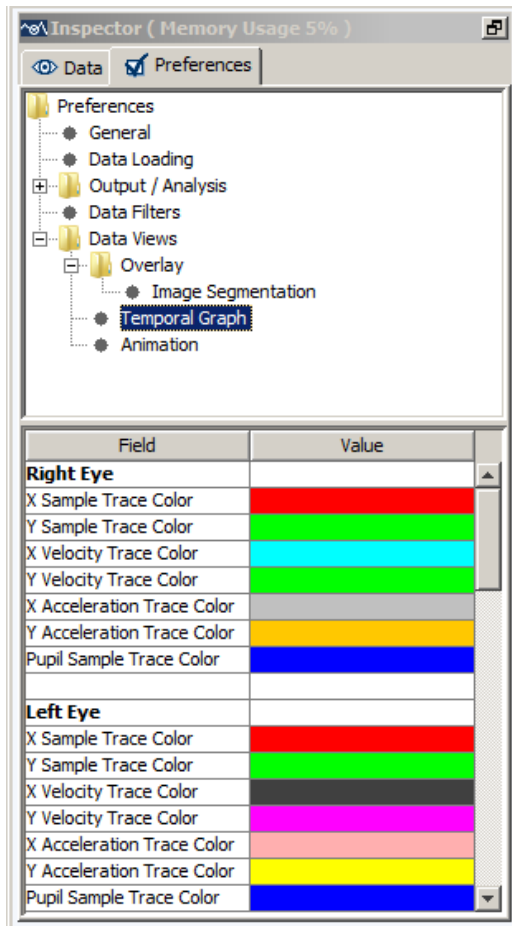 Inspector ( Memory Usage 5% )
Data Preferences
Preferences
General
Data Loading
Output / Analysis
Data Filters
Data Views
Overlay
Image Segmentation
Temporal Graph
Animation
Field Value
Right Eye
X Sample Trace Color
Y Sample Trace Color
X Velocity Trace Color
Y Velocity Trace Color
X Acceleration Trace Color
Y Acceleration Trace Color
Pupil Sample Trace Color
Left Eye
X Sample Trace Color
Y Sample Trace Color
X Velocity Trace Color
Y Velocity Trace Color
X Acceleration Trace Color
Y Acceleration Trace Color
Pupil Sample Trace Color